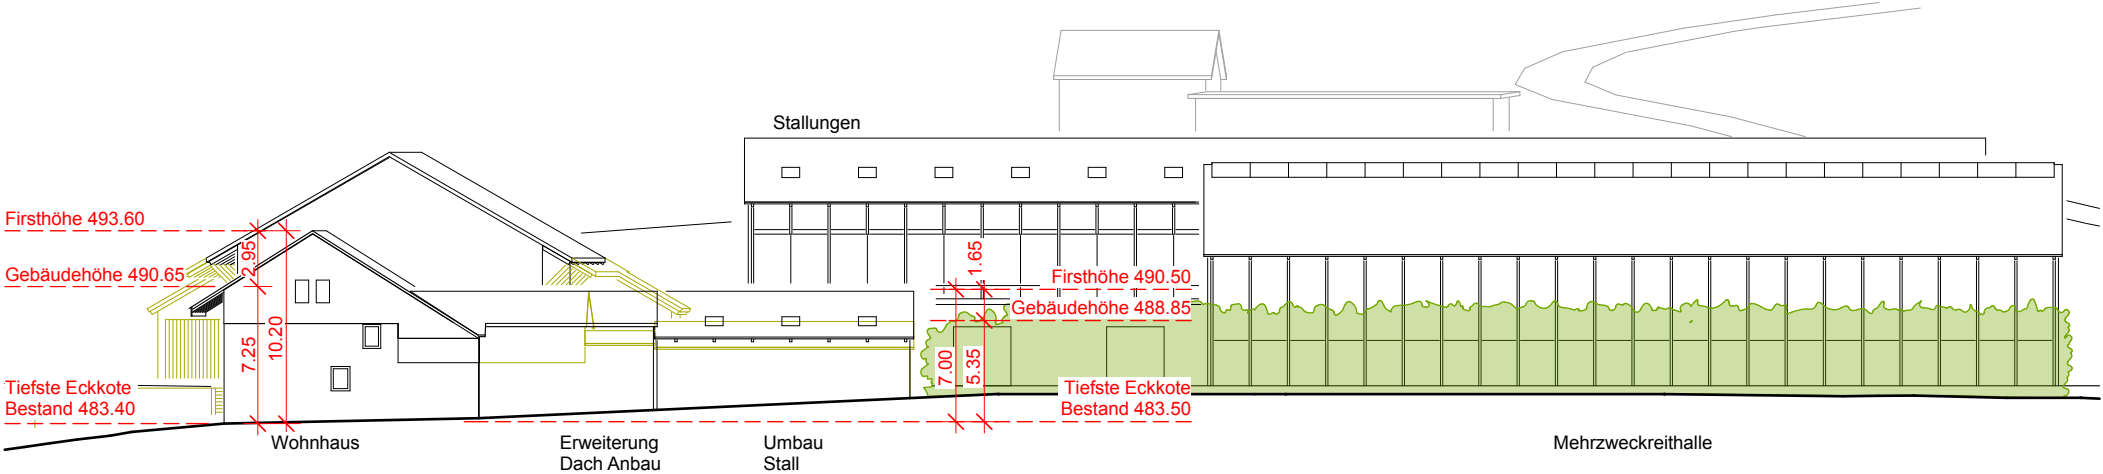 Stallungen
Firsthöhe 493.60
Gebäudehöhe 490.65
2.95
10.20
7.25
Tiefste Eckkote
Bestand 483.40
1.65
Firsthöhe 490.50
Gebäudehöhe 488.85
7.00
5.35
Tiefste Eckkote
Bestand 483.50
Wohnhaus
Erweiterung
Dach Anbau
Umbau
Stall
Mehrzweckreithalle